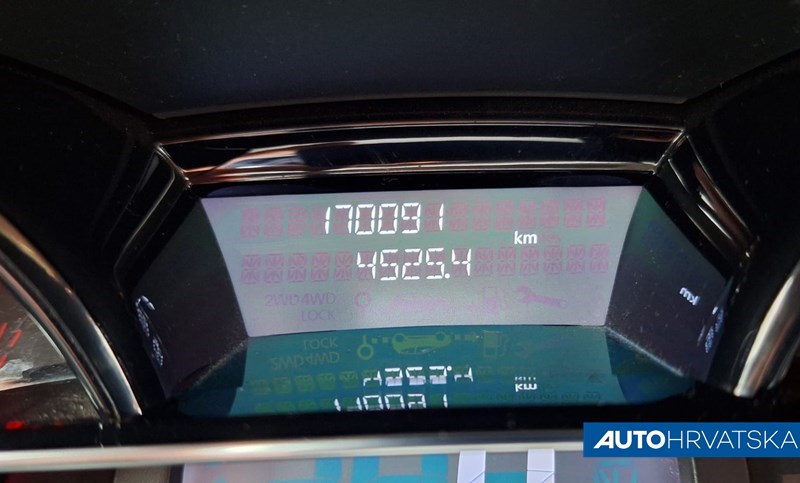 170091
km
4525.4
2WD 4WD
LOCK
km
AUTOHRVATSKA